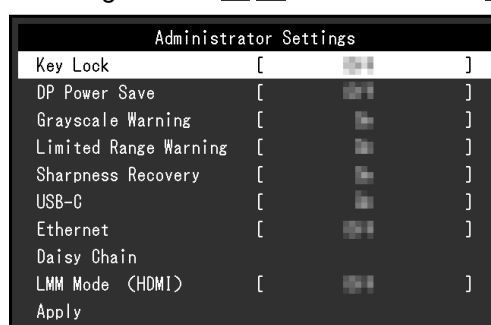 Administrator Settings
Key Lock [ ]
DP Power Save [ ]
Grayscale Warning [ ]
Limited Range Warning [ ]
Sharpness Recovery [ ]
USB-C [ ]
Ethernet [ ]
Daisy Chain
LMM Mode (HDMI) [ ]
Apply